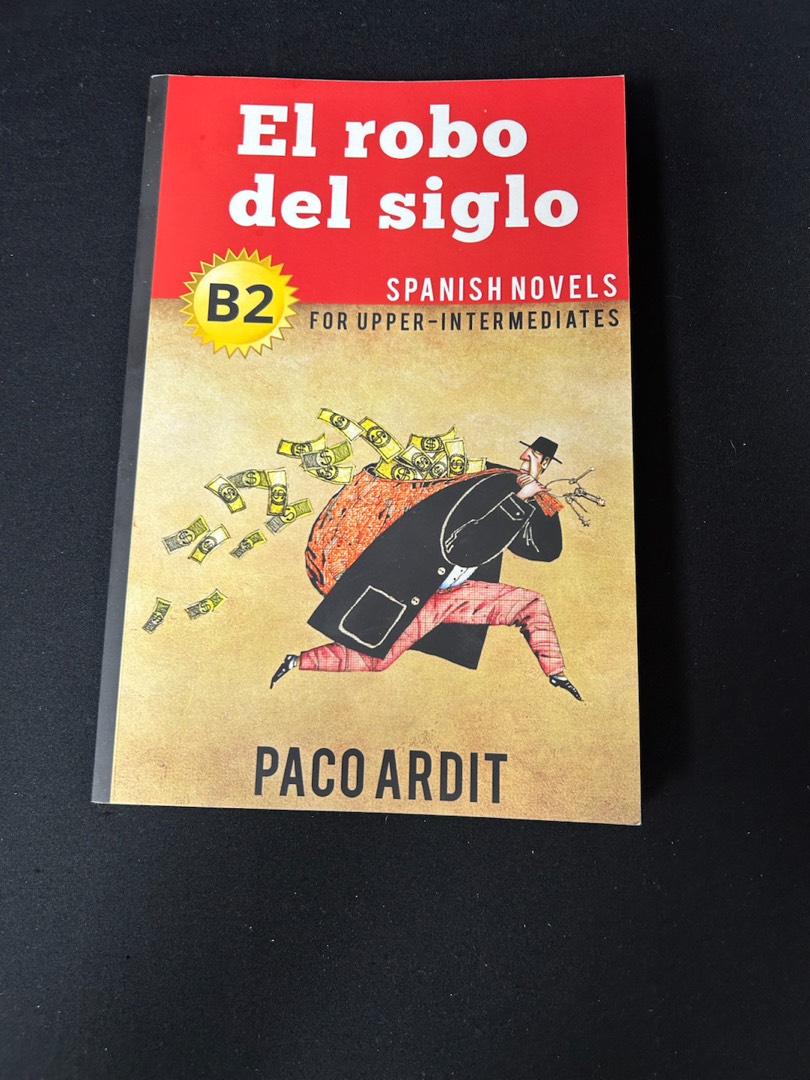 El robo
del siglo
B2
SPANISH NOVELS
FOR UPPER-INTERMEDIATES
PACO ARDIT